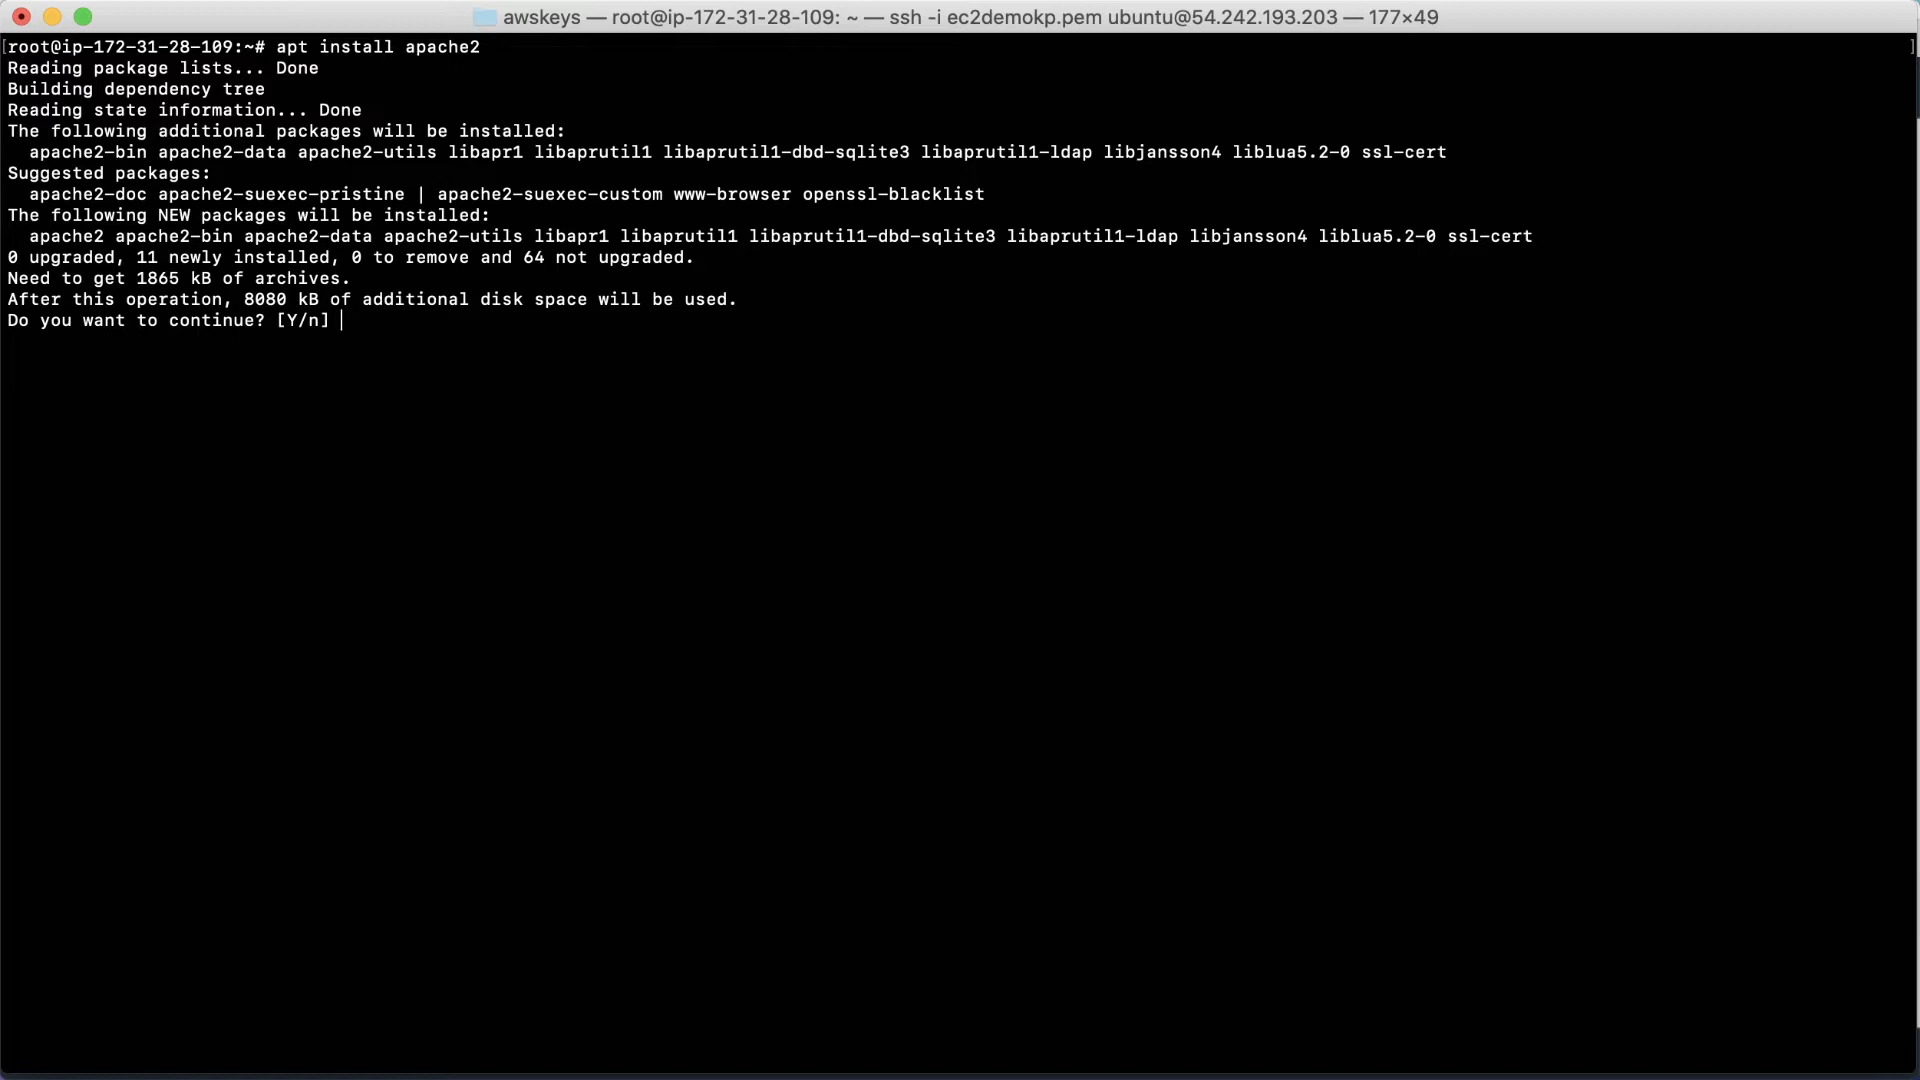 awskeys — root@ip-172-31-28-109: ~ — ssh -i ec2demokp.pem ubuntu@54.242.193.203 — 177×49
[root@ip-172-31-28-109:~# apt install apache2 ]
Reading package lists... Done
Building dependency tree
Reading state information... Done
The following additional packages will be installed:
  apache2-bin apache2-data apache2-utils libapr1 libaprutil1 libaprutil1-dbd-sqlite3 libaprutil1-ldap libjansson4 liblua5.2-0 ssl-cert
Suggested packages:
  apache2-doc apache2-suexec-pristine | apache2-suexec-custom www-browser openssl-blacklist
The following NEW packages will be installed:
  apache2 apache2-bin apache2-data apache2-utils libapr1 libaprutil1 libaprutil1-dbd-sqlite3 libaprutil1-ldap libjansson4 liblua5.2-0 ssl-cert
0 upgraded, 11 newly installed, 0 to remove and 64 not upgraded.
Need to get 1865 kB of archives.
After this operation, 8080 kB of additional disk space will be used.
Do you want to continue? [Y/n]